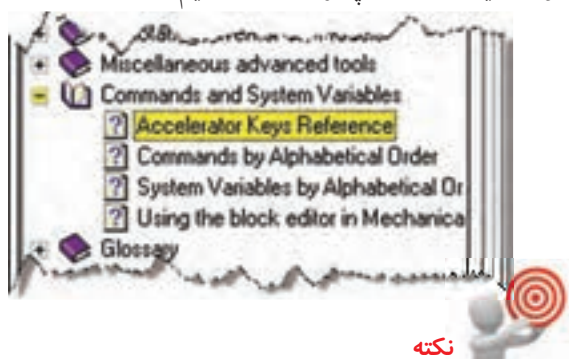 Miscellaneous advanced tools
Commands and System Variables
Accelerator Keys Reference
Commands by Alphabetical Order
System Variables by Alphabetical Or
Using the block editor in Mechanica
Glossary
نکته